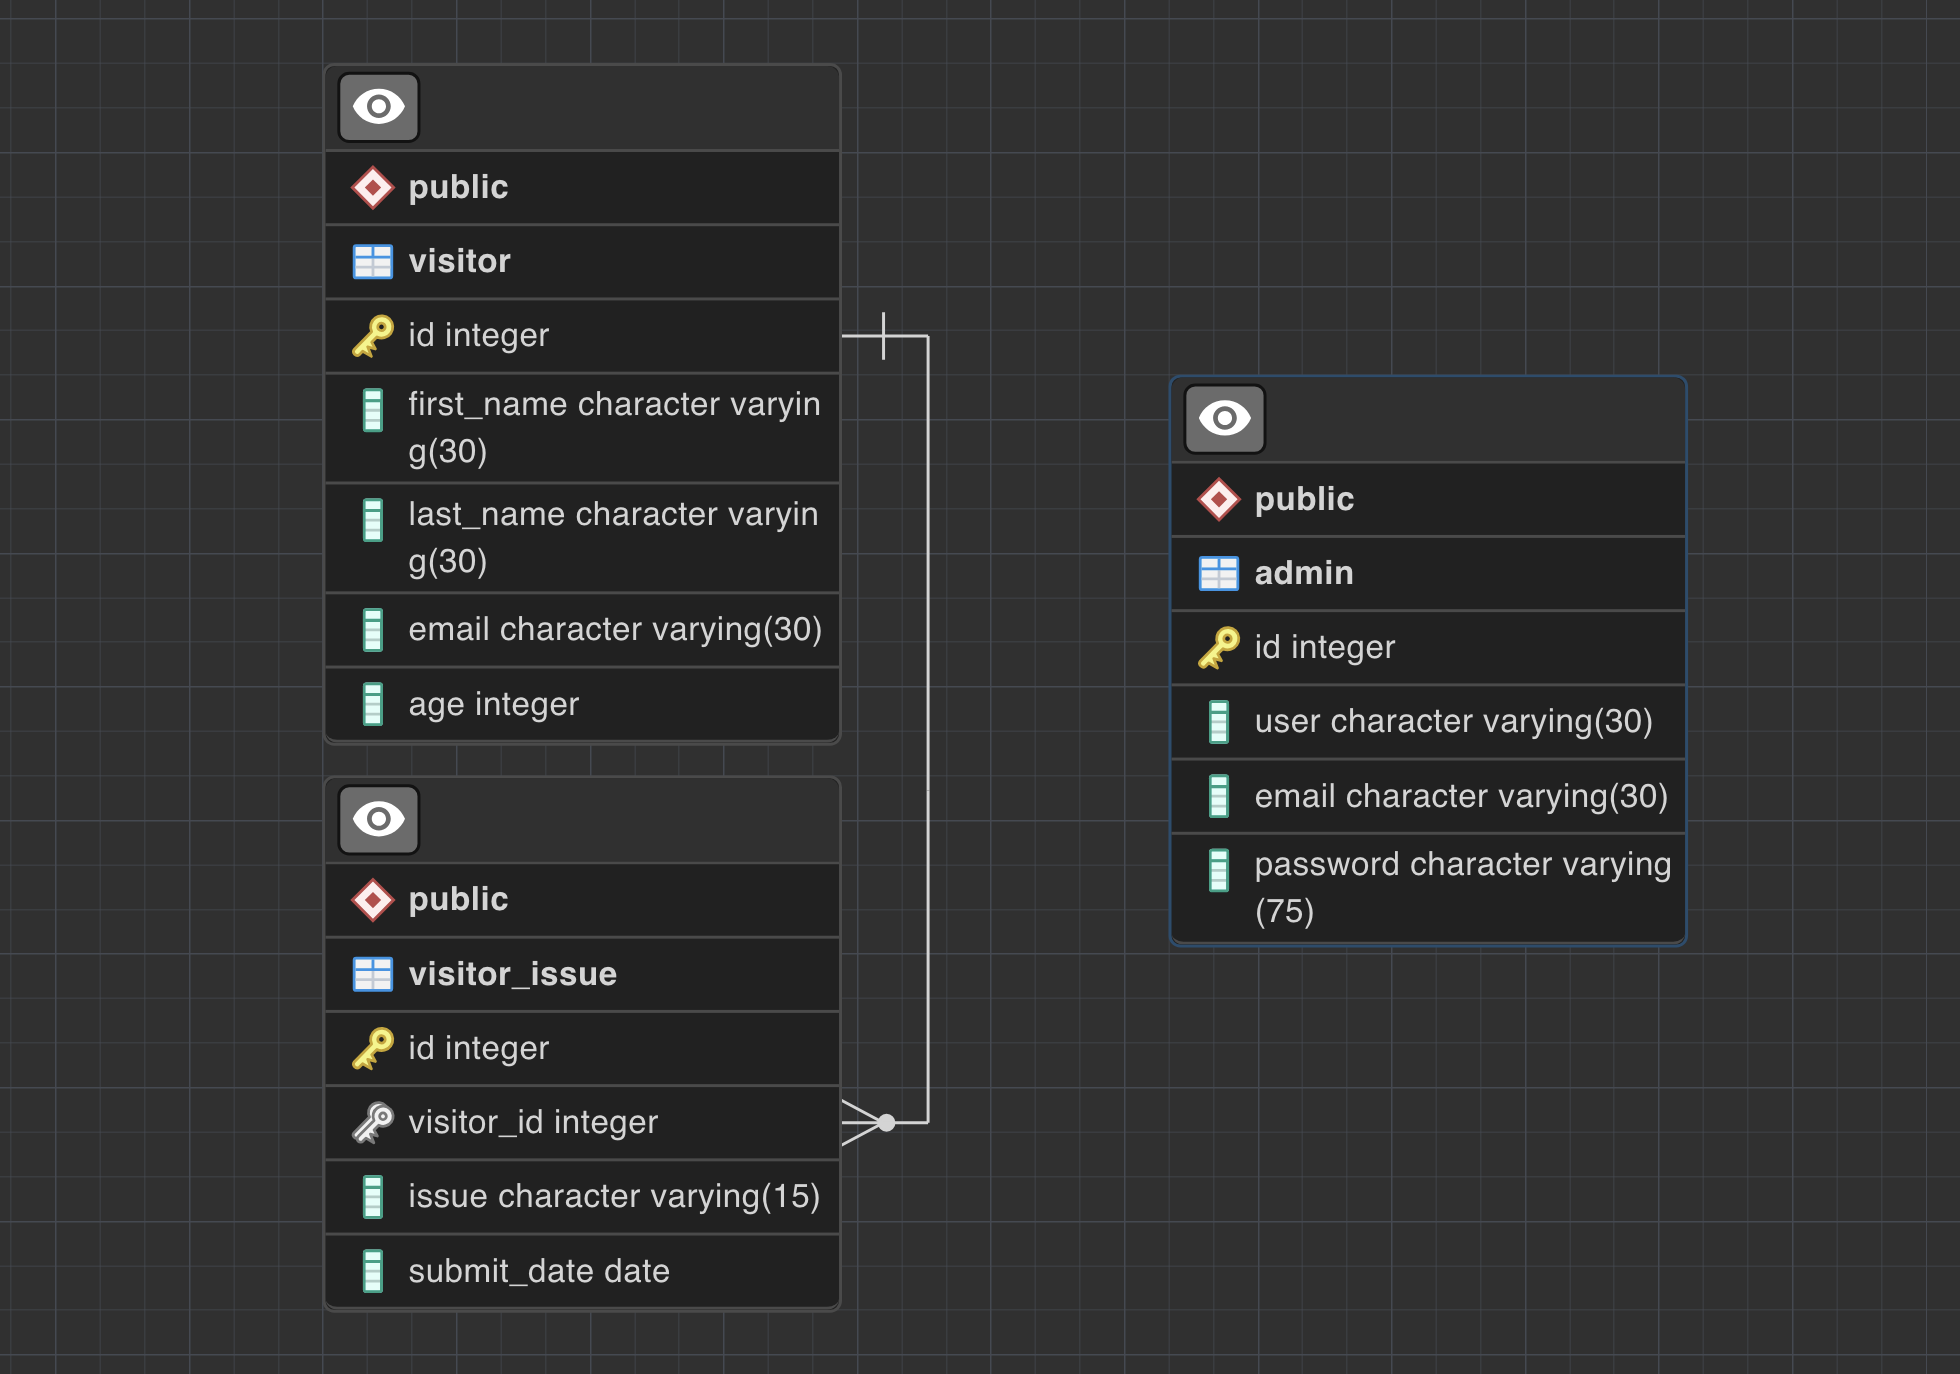 public
visitor
id integer
first_name character varyin
g(30)
last_name character varyin
g(30)
email character varying(30)
age integer
public
visitor_issue
id integer
visitor_id integer
issue character varying(15)
submit_date date
public
admin
id integer
user character varying(30)
email character varying(30)
password character varying
(75)